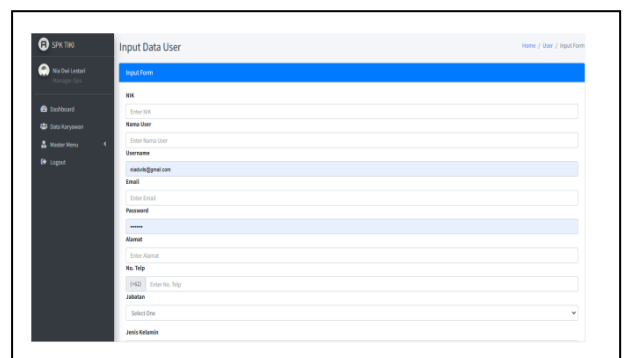 SPK TIKI
Input Data User
Home / User / Input Form
Nia Dwi Lestari
Manager Ops
Input Form
Dashboard
Data Karyawan
Master Menu
Logout
NIK
Enter NIK
Nama User
Enter Nama User
Username
Email
Enter Email
Password
••••••
Alamat
Enter Alamat
No. Telp
(+62) Enter No. Telp
Jabatan
Select One
Jenis Kelamin